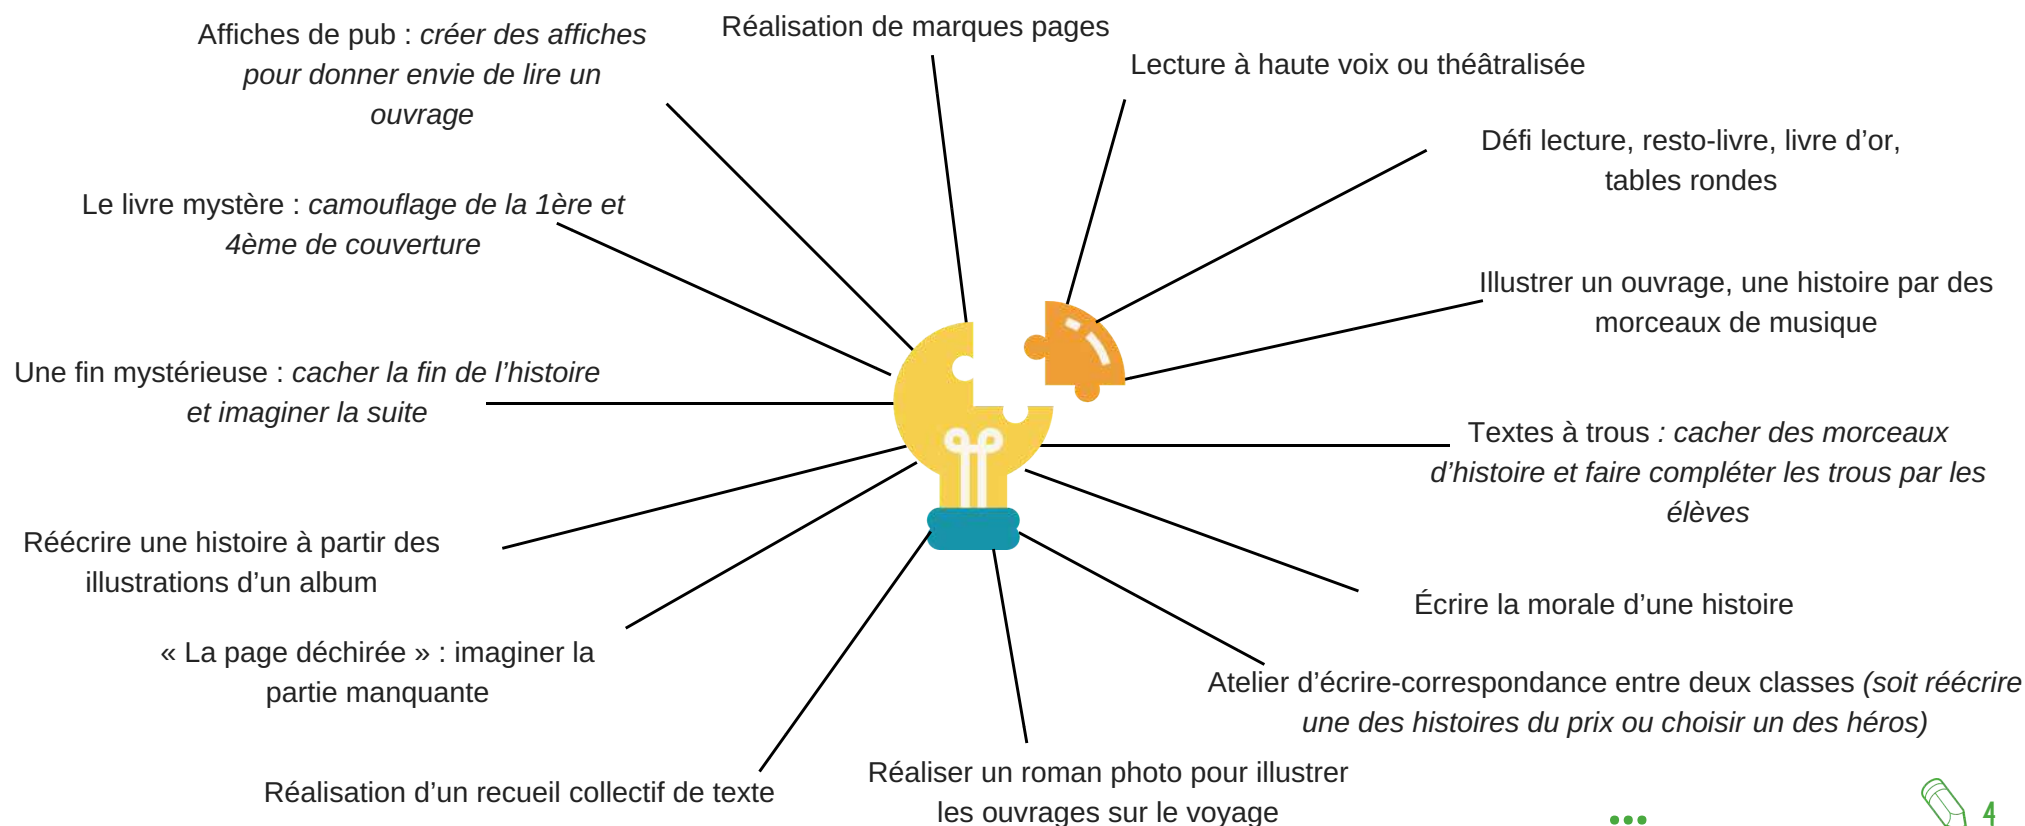 Affiches de pub : créer des affiches
pour donner envie de lire un
ouvrage
Réalisation de marques pages
Lecture à haute voix ou théâtralisée
Défi lecture, resto-livre, livre d’or,
tables rondes
Le livre mystère : camouflage de la 1ère et
4ème de couverture
Illustrer un ouvrage, une histoire par des
morceaux de musique
Une fin mystérieuse : cacher la fin de l’histoire
et imaginer la suite
Textes à trous : cacher des morceaux
d’histoire et faire compléter les trous par les
élèves
Réécrire une histoire à partir des
illustrations d’un album
Écrire la morale d’une histoire
« La page déchirée » : imaginer la
partie manquante
Atelier d’écrire-correspondance entre deux classes (soit réécrire
une des histoires du prix ou choisir un des héros)
Réalisation d’un recueil collectif de texte
Réaliser un roman photo pour illustrer
les ouvrages sur le voyage
...
4